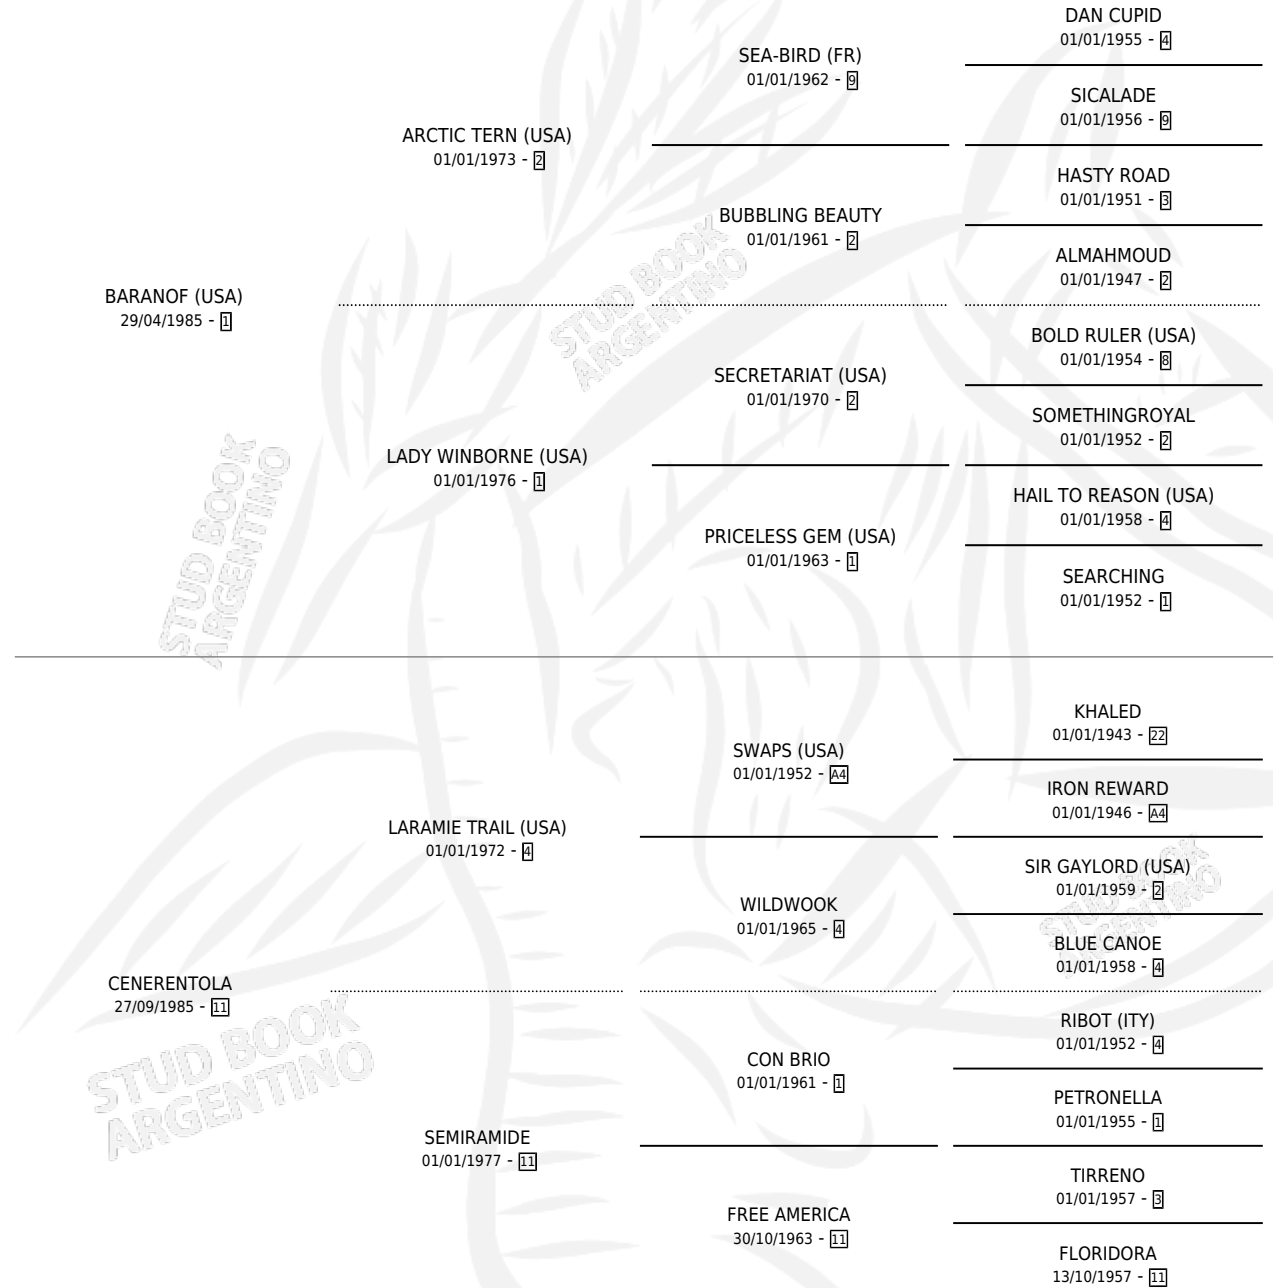 DAN CUPID
01/01/1955 - 4
SEA-BIRD (FR)
01/01/1962 - 9
SICALADE
01/01/1956 - 9
ARCTIC TERN (USA)
01/01/1973 - 2
HASTY ROAD
01/01/1951 - 3
BUBBLING BEAUTY
01/01/1961 - 2
ALMAHMOUD
01/01/1947 - 2
BARANOF (USA)
29/04/1985 - 1
STUD BOOK
ARGENTINO
BOLD RULER (USA)
01/01/1954 - 8
SECRETARIAT (USA)
01/01/1970 - 2
SOMETHINGROYAL
01/01/1952 - 2
LADY WINBORNE (USA)
01/01/1976 - 1
HAIL TO REASON (USA)
01/01/1958 - 4
PRICELESS GEM (USA)
01/01/1963 - 1
SEARCHING
01/01/1952 - 1
STUD BOOK
ARGENTINO
KHALED
01/01/1943 - 22
SWAPS (USA)
01/01/1952 - A4
IRON REWARD
01/01/1946 - A4
LARAMIE TRAIL (USA)
01/01/1972 - 4
SIR GAYLORD (USA)
01/01/1959 - 2
STUD BOOK
ARGENTINO
WILDWOOK
01/01/1965 - 4
BLUE CANOE
01/01/1958 - 4
CENERENTOLA
27/09/1985 - 11
STUD BOOK
ARGENTINO
RIBOT (ITY)
01/01/1952 - 4
CON BRIO
01/01/1961 - 1
PETRONELLA
01/01/1955 - 1
SEMIRAMIDE
01/01/1977 - 11
TIRRENO
01/01/1957 - 3
FREE AMERICA
30/10/1963 - 11
FLORIDORA
13/10/1957 - 11